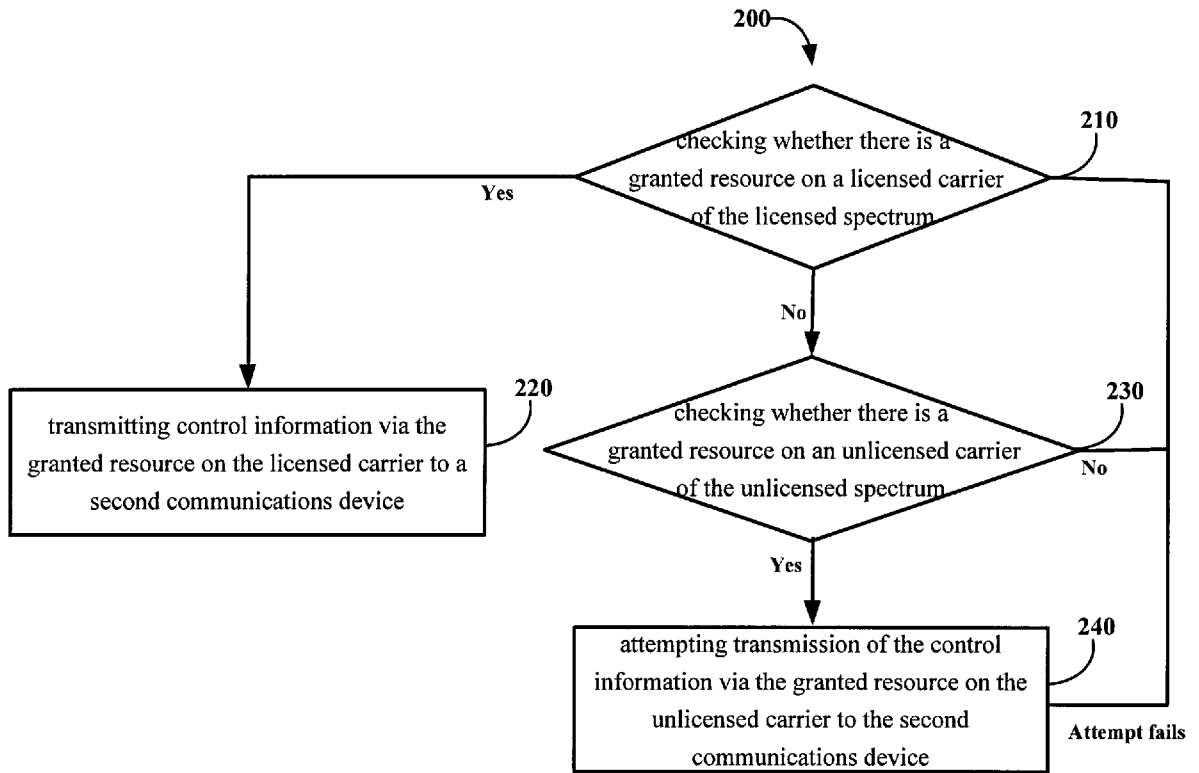 200
210
checking whether there is a
granted resource on a licensed carrier
of the licensed spectrum
Yes
No
220
transmitting control information via the
granted resource on the licensed carrier to a
second communications device
230
checking whether there is a
granted resource on an unlicensed carrier
of the unlicensed spectrum
No
Yes
240
attempting transmission of the control
information via the granted resource on the
unlicensed carrier to the second
communications device
Attempt fails